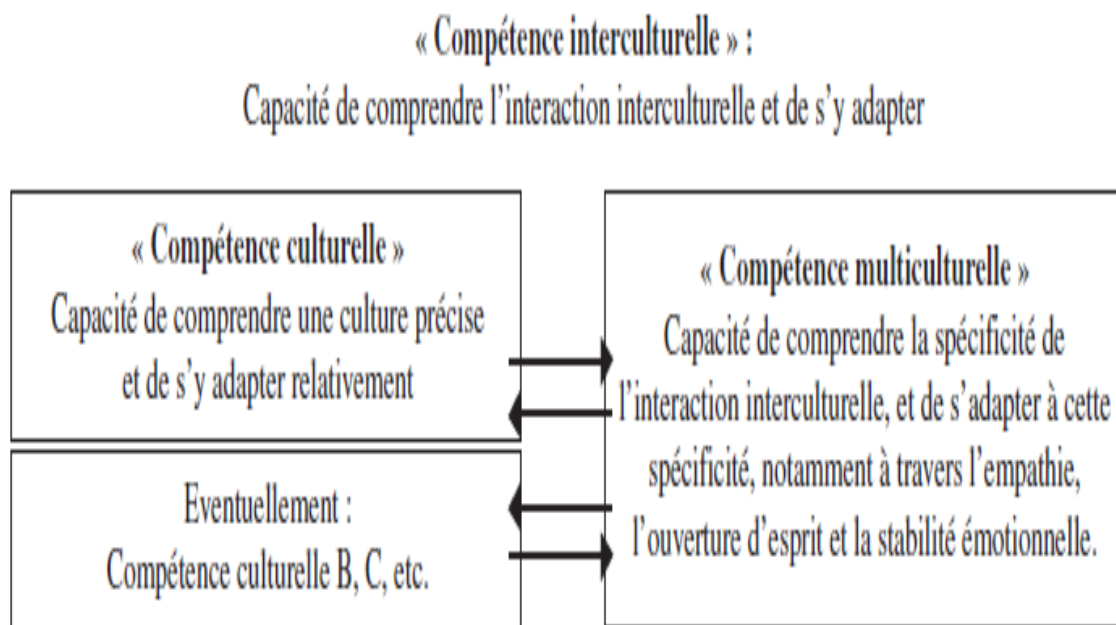 « Compétence interculturelle » :
Capacité de comprendre l’interaction interculturelle et de s’y adapter
« Compétence culturelle »
Capacité de comprendre une culture précise
et de s’y adapter relativement
Eventuellement :
Compétence culturelle B, C, etc.
« Compétence multiculturelle »
Capacité de comprendre la spécificité de
l’interaction interculturelle, et de s’adapter à cette
spécificité, notamment à travers l’empathie,
l’ouverture d’esprit et la stabilité émotionnelle.